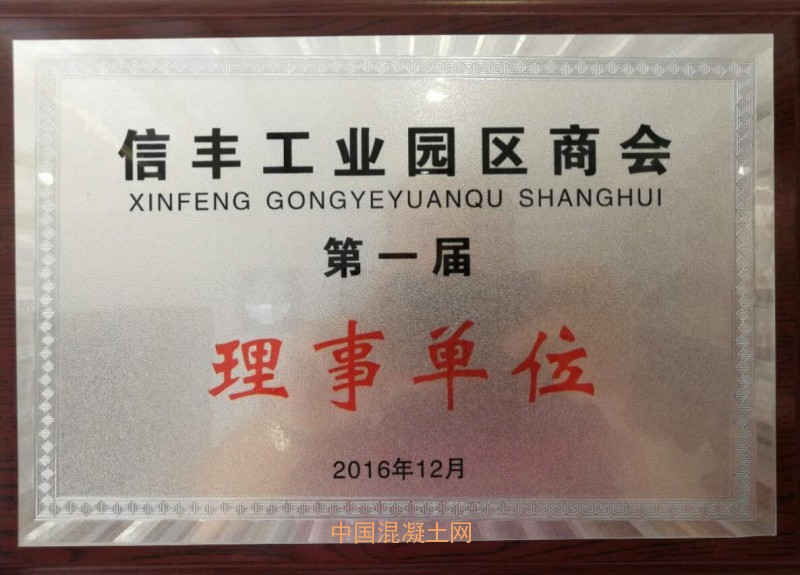 信丰工业园区商会
XINFENG GONGYEYUANQU SHANGHUI
第一届
理事单位
2016年12月
中国混凝土网